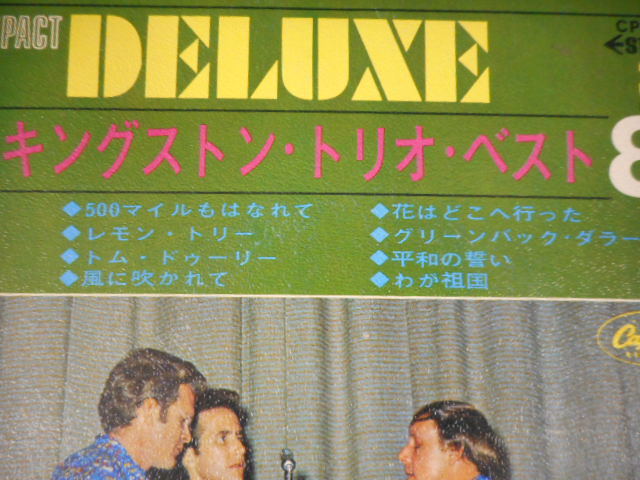 PACT DELUXE
CP
ST
キングストン・トリオ・ベスト 8
◆500マイルもはなれて
◆レモン・トリー
◆トム・ドゥーリー
◆風に吹かれて
◆花はどこへ行った
◆グリーンバック・ダラー
◆平和の誓い
◆わが祖国
Cap